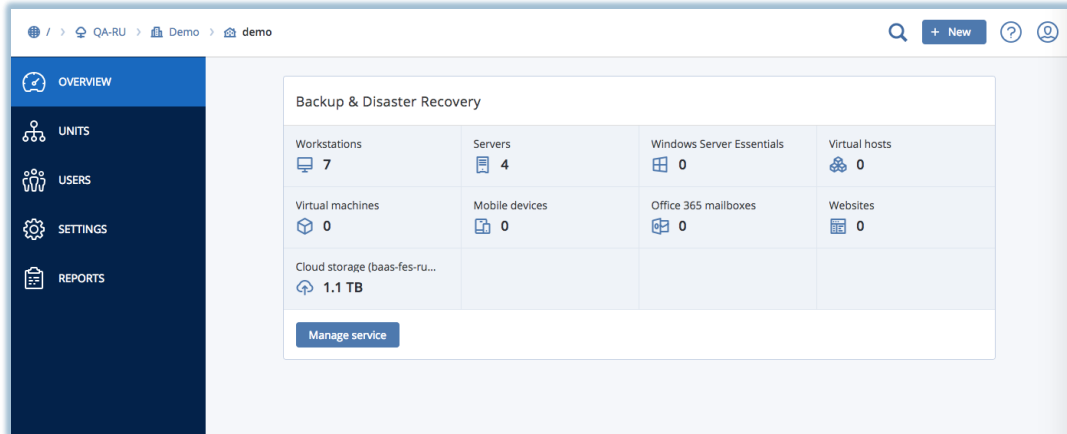 / > QA-RU > Demo > demo
+ New
OVERVIEW
UNITS
USERS
SETTINGS
REPORTS
Backup & Disaster Recovery
Workstations
7
Servers
4
Windows Server Essentials
0
Virtual hosts
0
Virtual machines
0
Mobile devices
0
Office 365 mailboxes
0
Websites
0
Cloud storage (baas-fes-ru...
1.1 TB
Manage service